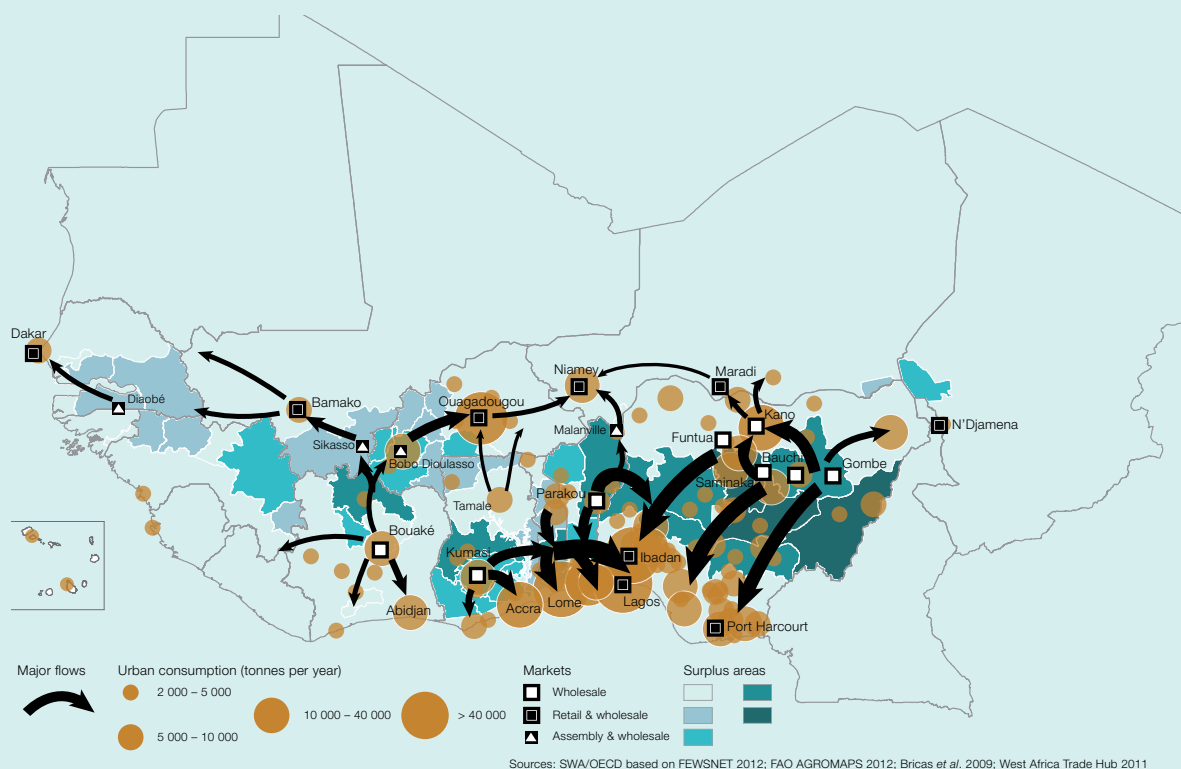 Dakar
Diaobé
Bamako
Sikasso
Bobo Dioulasso
Ouagadougou
Niamey
Maradi
Malanville
Funtua
Kano
N'Djamena
Bauchi
Gombe
Saminaka
Parakou
Tamale
Bouaké
Kumasi
Ibadan
Abidjan
Accra
Lome
Lagos
Port Harcourt
Major flows
Urban consumption (tonnes per year)
2 000 – 5 000
5 000 – 10 000
10 000 – 40 000
> 40 000
Markets
Wholesale
Retail & wholesale
Assembly & wholesale
Surplus areas
Sources: SWA/OECD based on FEWSNET 2012; FAO AGROMAPS 2012; Bricas et al. 2009; West Africa Trade Hub 2011